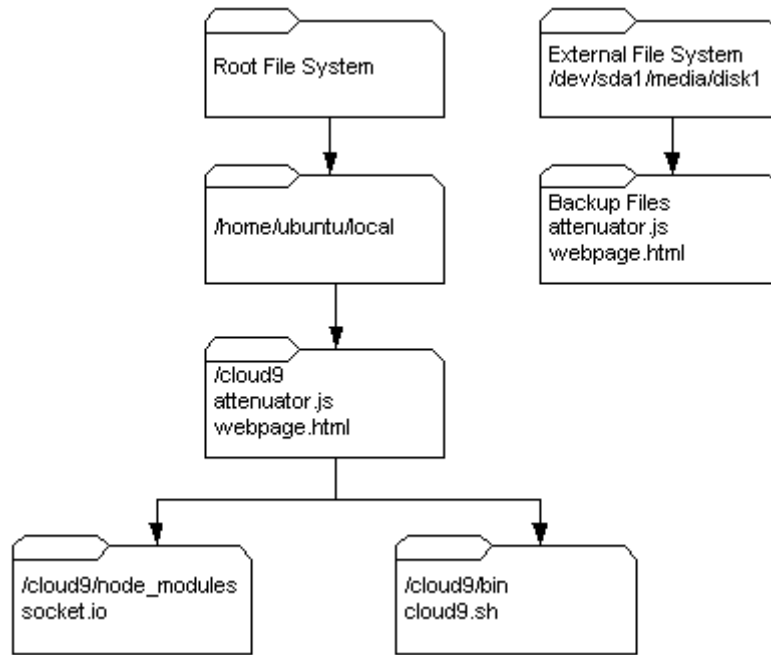 Root File System
External File System
/dev/sda1/media/disk1
/home/ubuntu/local
Backup Files
attenuator.js
webpage.html
/cloud9
attenuator.js
webpage.html
/cloud9/node_modules
socket.io
/cloud9/bin
cloud9.sh